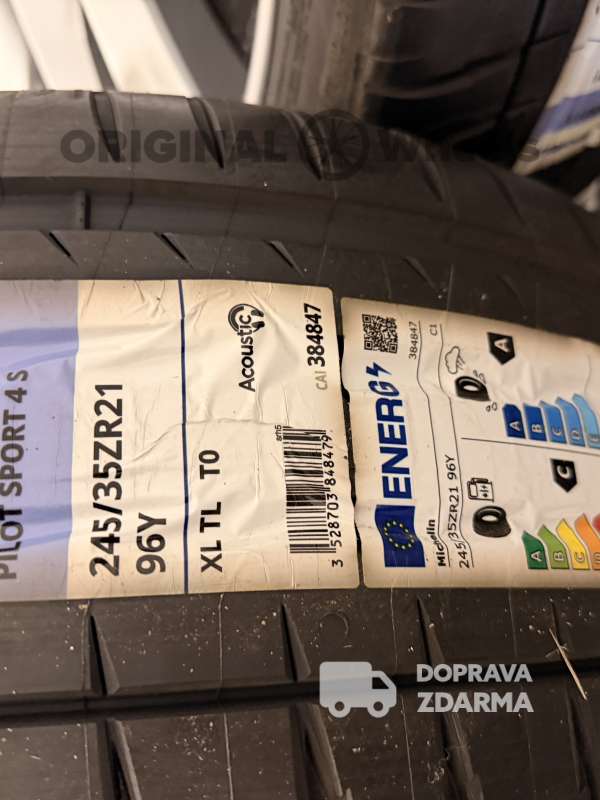 ORIGINAL WHEELS
PILOT SPORT 4 S
245/35ZR21
96Y
XL TL T0
Acoustic
CAI 384847
3 528703 848479
ENERG
384847
C1
Michelin
245/35ZR21 96Y
A
A
B
C
D
E
C
A
B
C
DOPRAVA
ZDARMA